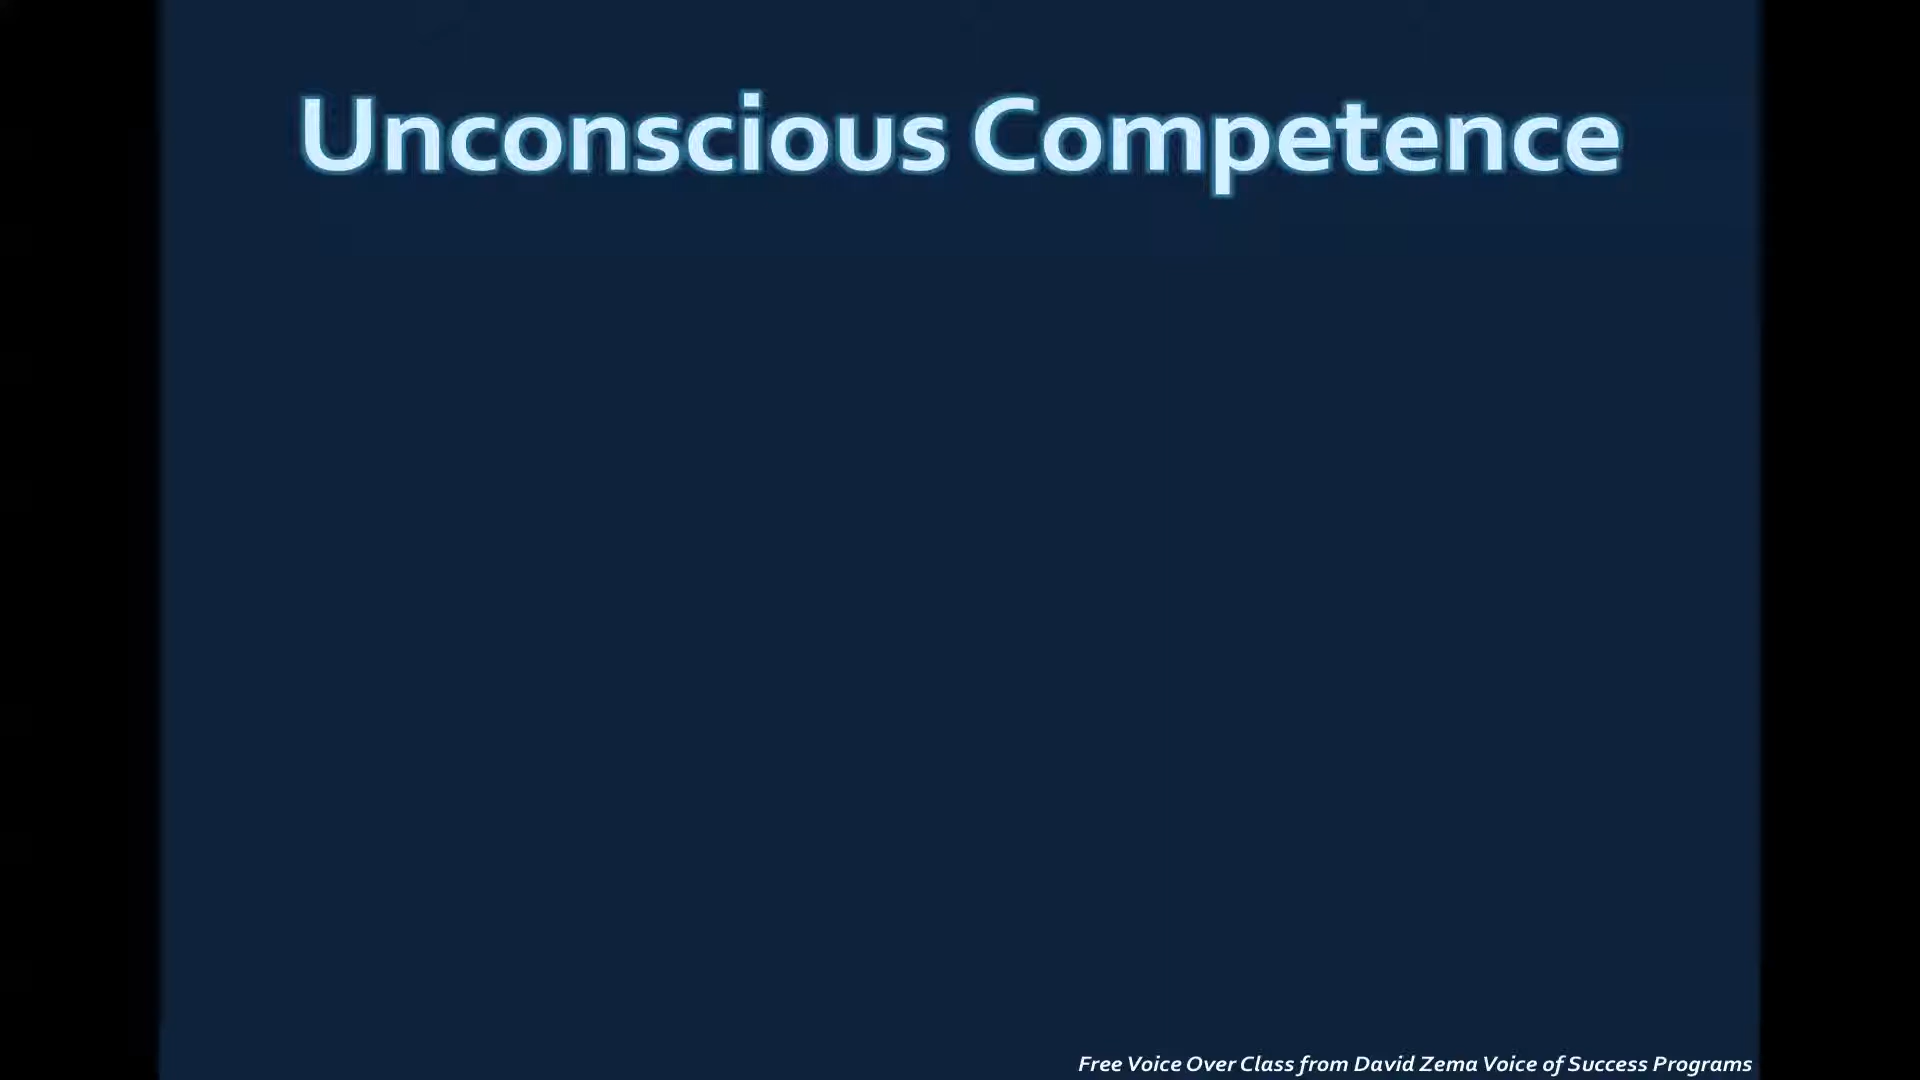 Unconscious Competence
Free Voice Over Class from David Zema Voice of Success Programs